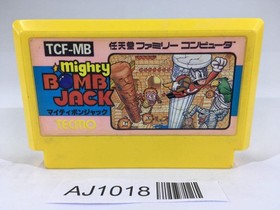 TCF-MB
任天堂ファミリーコンピュータ
Mighty
BOMB
JACK
マイティボンジャック
TECMO
AJ1018